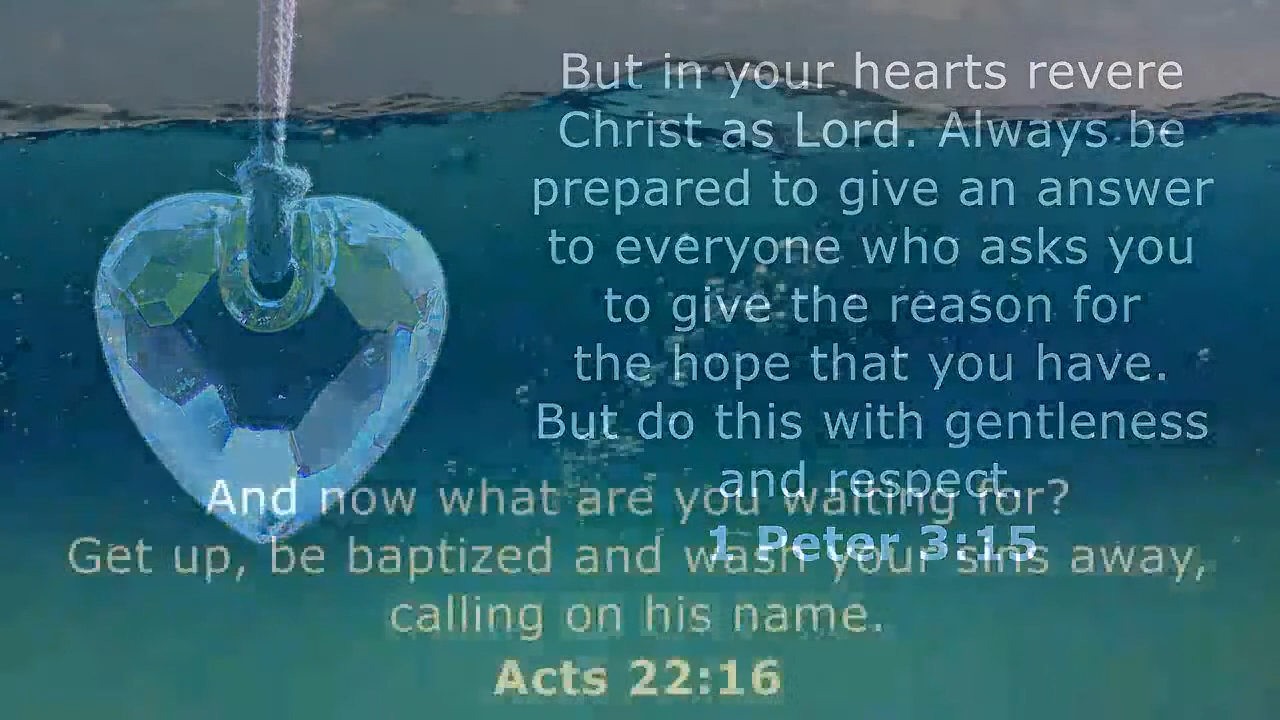 But in your hearts revere
Christ as Lord. Always be
prepared to give an answer
to everyone who asks you
to give the reason for
the hope that you have.
But do this with gentleness
and respect.
1 Peter 3:15
And now what are you waiting for?
Get up, be baptized and wash your sins away,
calling on his name.
Acts 22:16